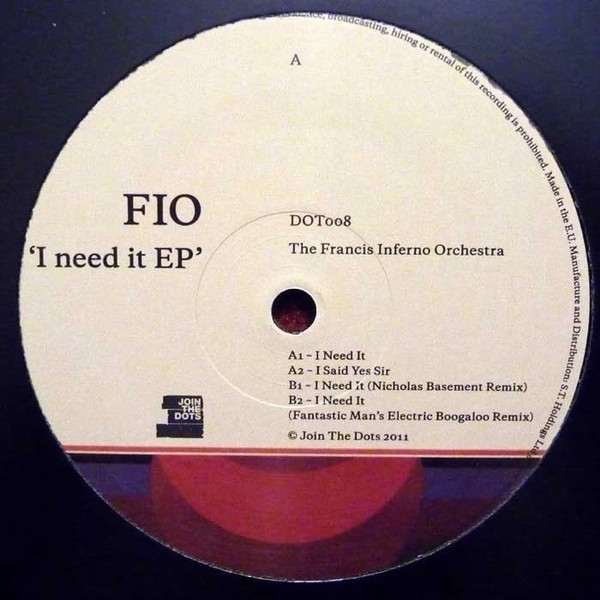 A
FIO
'I need it EP'
DOT008
The Francis Inferno Orchestra
A1 ~ I Need It
A2 ~ I Said Yes Sir
B1 ~ I Need It (Nicholas Basement Remix)
B2 ~ I Need It
(Fantastic Man's Electric Boogaloo Remix)
© Join The Dots 2011
JOIN
THE
DOTS
broadcasting, hiring or rental of this recording is prohibited. Made in the E.U. Manufacture and Distribution: S.T. Holdings Ltd.